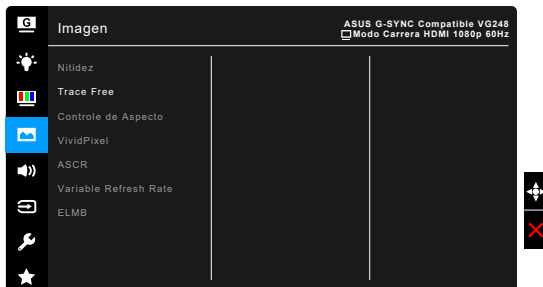 G
Imagen
ASUS G-SYNC Compatible VG248
Modo Carrera HDMI 1080p 60Hz
Nitidez
Trace Free
Controle de Aspecto
VividPixel
ASCR
Variable Refresh Rate
ELMB